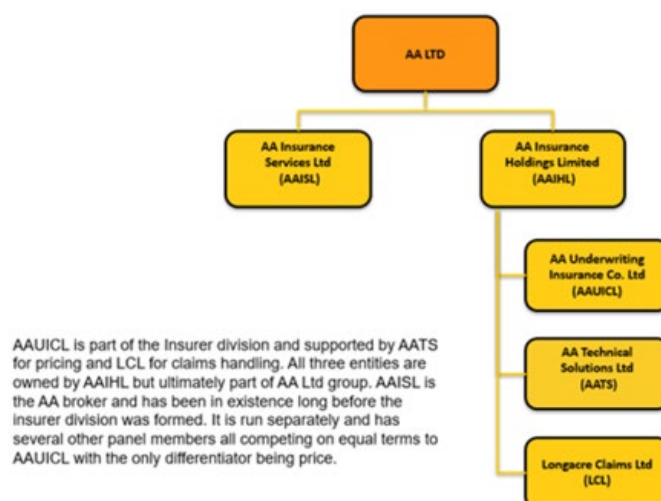 AA LTD
AA Insurance
Services Ltd
(AAISL)
AA Insurance
Holdings Limited
(AAIHL)
AA Underwriting
Insurance Co. Ltd
(AAUICL)
AA Technical
Solutions Ltd
(AATS)
Longacre Claims Ltd
(LCL)
AAUICL is part of the Insurer division and supported by AATS
for pricing and LCL for claims handling. All three entities are
owned by AAIHL but ultimately part of AA Ltd group. AAISL is
the AA broker and has been in existence long before the
insurer division was formed. It is run separately and has
several other panel members all competing on equal terms to
AAUICL with the only differentiator being price.